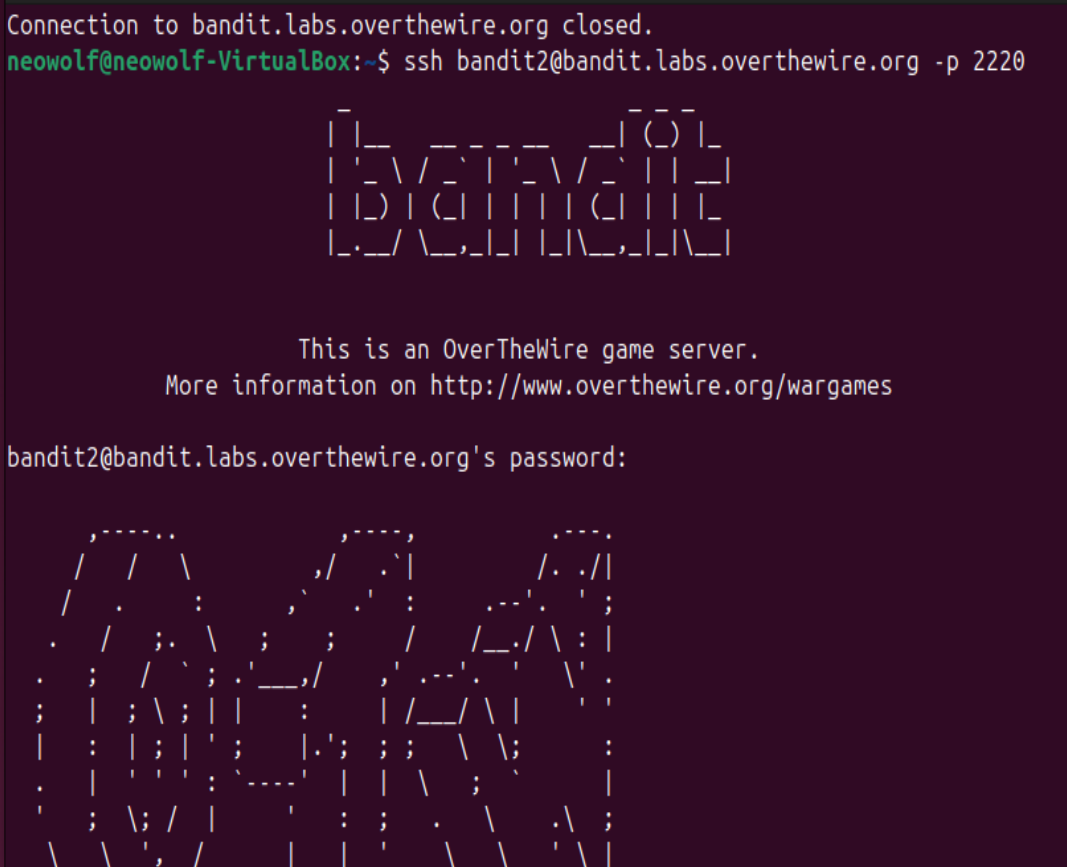 Connection to bandit.labs.overthewire.org closed.
neowolf@neowolf-VirtualBox:~$ ssh bandit2@bandit.labs.overthewire.org -p 2220
bandit
This is an OverTheWire game server.
More information on http://www.overthewire.org/wargames
bandit2@bandit.labs.overthewire.org's password: